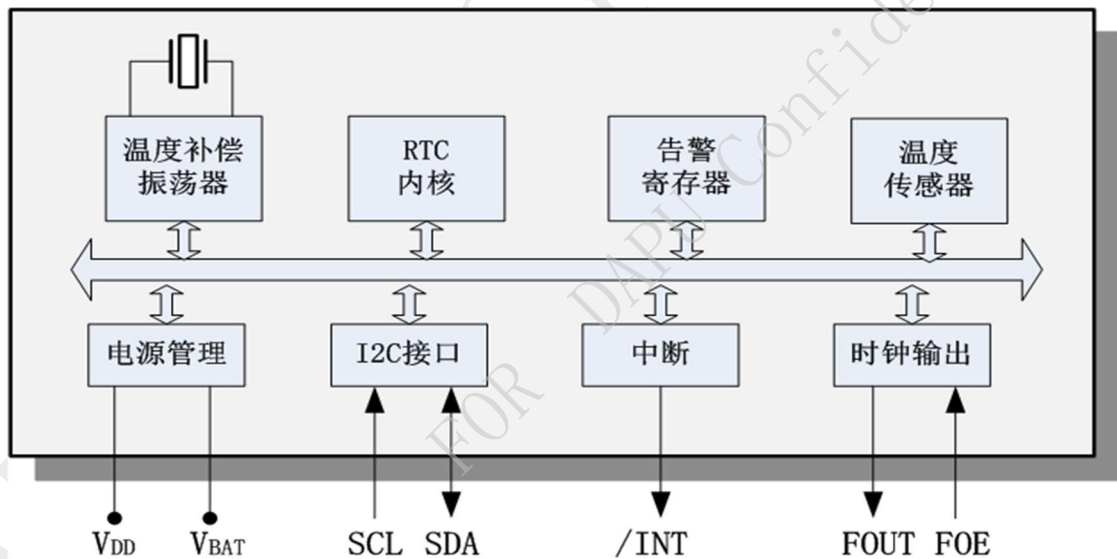 温度补偿
振荡器
RTC
内核
告警
寄存器
温度
传感器
电源管理
I2C接口
中断
时钟输出
VDD VBAT SCL SDA /INT FOUT FOE
FOR DAPU Confide